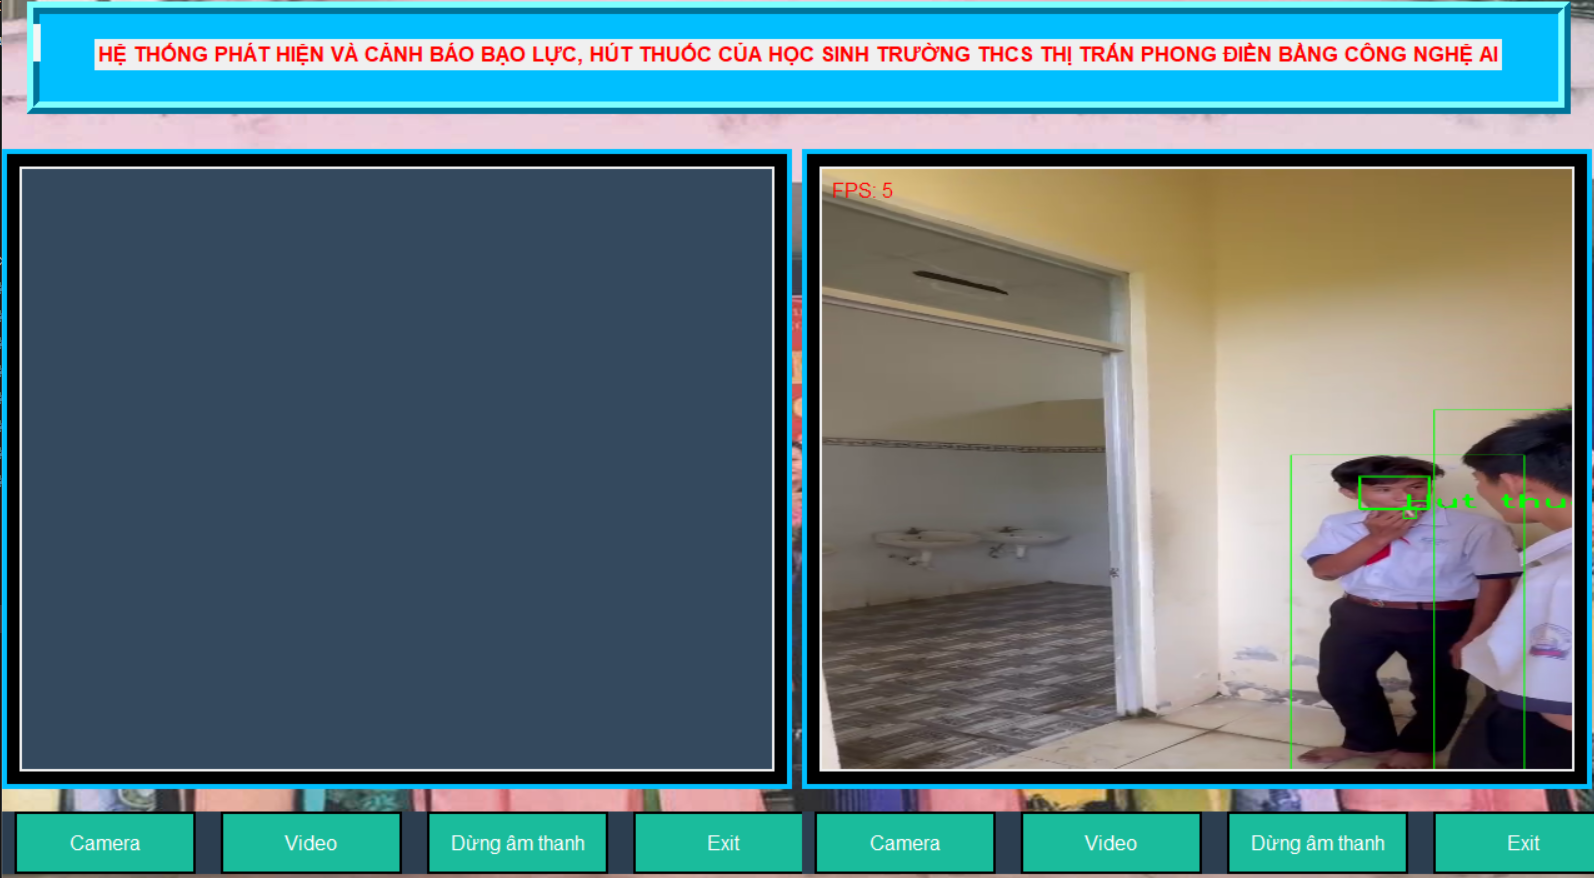 HỆ THỐNG PHÁT HIỆN VÀ CẢNH BÁO BẠO LỰC, HÚT THUỐC CỦA HỌC SINH TRƯỜNG THCS THỊ TRẤN PHONG ĐIỀN BẰNG CÔNG NGHỆ AI
FPS: 5
Hut thu
Camera
Video
Dừng âm thanh
Exit
Camera
Video
Dừng âm thanh
Exit